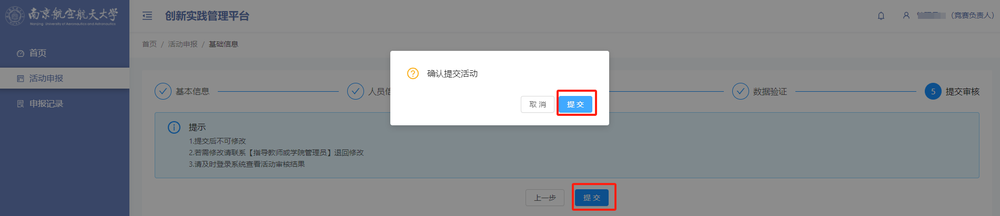 南京航空航天大学
Nanjing University of Aeronautics and Astronautics
创新实践管理平台
（竞赛负责人）
首页 / 活动申报 / 基础信息
首页
活动申报
申报记录
确认提交活动
取 消
提 交
基本信息
人员信
数据验证
5
提交审核
提示
1.提交后不可修改
2.若需修改请联系【指导教师或学院管理员】退回修改
3.请及时登录系统查看活动审核结果
上一步
提 交